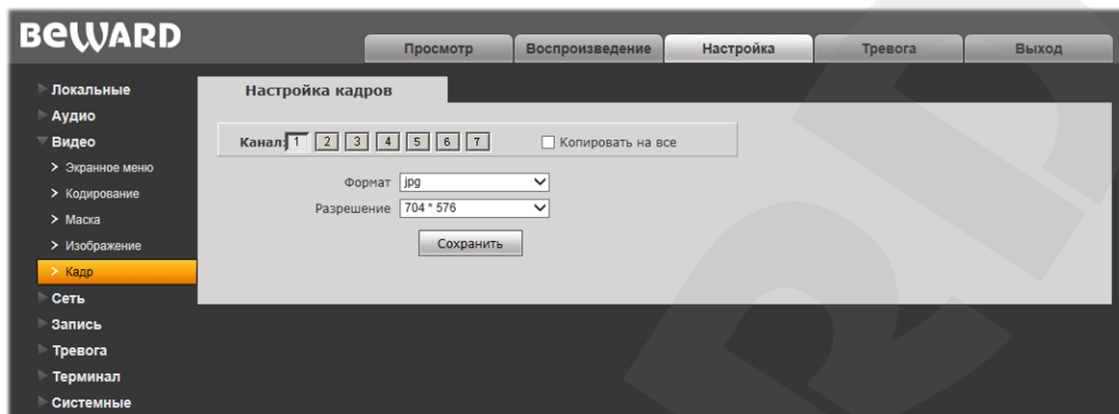 BEWARD
Просмотр Воспроизведение Настройка Тревога Выход
Локальные
Аудио
Видео
Экранное меню
Кодирование
Маска
Изображение
Кадр
Сеть
Запись
Тревога
Терминал
Системные
Настройка кадров
Канал: 1 2 3 4 5 6 7 Копировать на все
Формат jpg
Разрешение 704 * 576
Сохранить